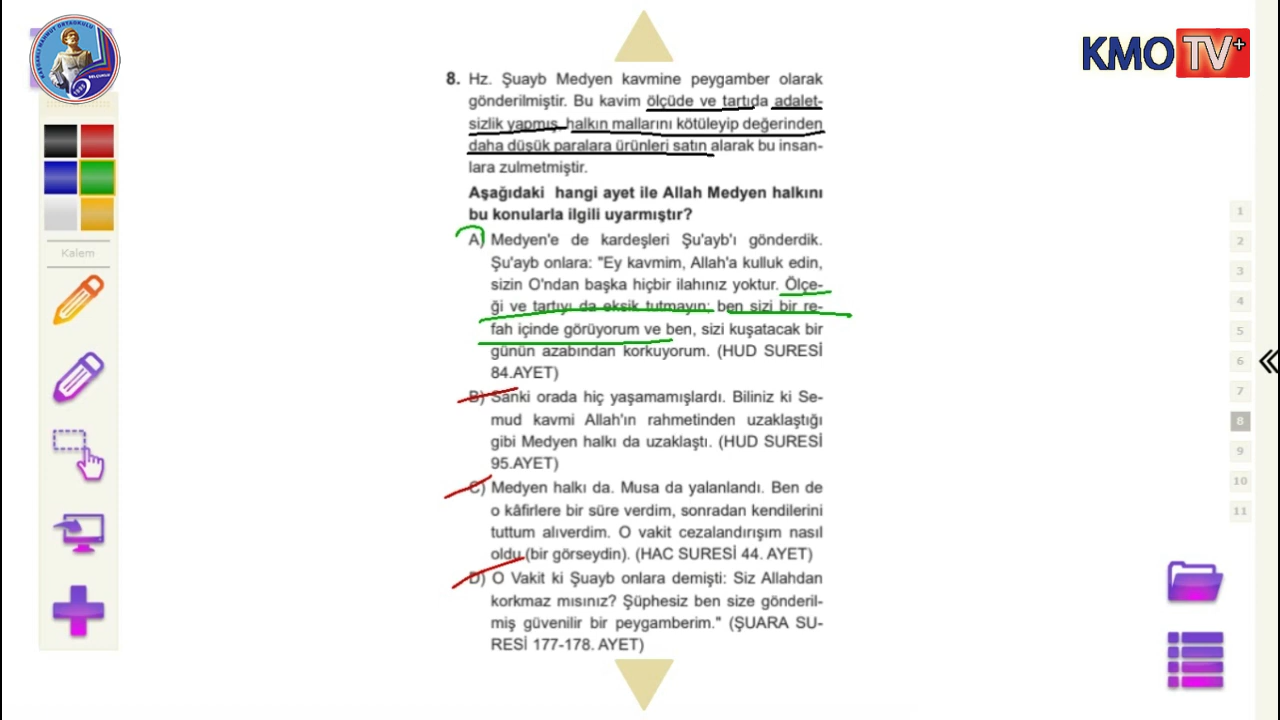 KARGALI MAHMUT ORTAOKULU
SELÇUKLU
1993
KMO TV+
8. Hz. Şuayb Medyen kavmine peygamber olarak
gönderilmiştir. Bu kavim ölçüde ve tartıda adalet-
sizlik yapmış, halkın mallarını kötüleyip değerinden
daha düşük paralara ürünleri satın alarak bu insan-
lara zulmetmiştir.
Aşağıdaki hangi ayet ile Allah Medyen halkını
bu konularla ilgili uyarmıştır?
A) Medyen'e de kardeşleri Şu'ayb'ı gönderdik.
Şu'ayb onlara: "Ey kavmim, Allah'a kulluk edin,
sizin O'ndan başka hiçbir ilahınız yoktur. Ölçe-
ği ve tartıyı da eksik tutmayın; ben sizi bir re-
fah içinde görüyorum ve ben, sizi kuşatacak bir
günün azabından korkuyorum. (HUD SURESİ
84.AYET)
B) Sanki orada hiç yaşamamışlardı. Biliniz ki Se-
mud kavmi Allah'ın rahmetinden uzaklaştığı
gibi Medyen halkı da uzaklaştı. (HUD SURESİ
95.AYET)
C) Medyen halkı da. Musa da yalanlandı. Ben de
o kâfirlere bir süre verdim, sonradan kendilerini
tuttum alıverdim. O vakit cezalandırışım nasıl
oldu (bir görseydin). (HAC SURESİ 44. AYET)
D) O Vakit ki Şuayb onlara demişti: Siz Allahdan
korkmaz mısınız? Şüphesiz ben size gönderil-
miş güvenilir bir peygamberim." (ŞUARA SU-
RESİ 177-178. AYET)
Kalem
1
2
3
4
5
6
7
8
9
10
11